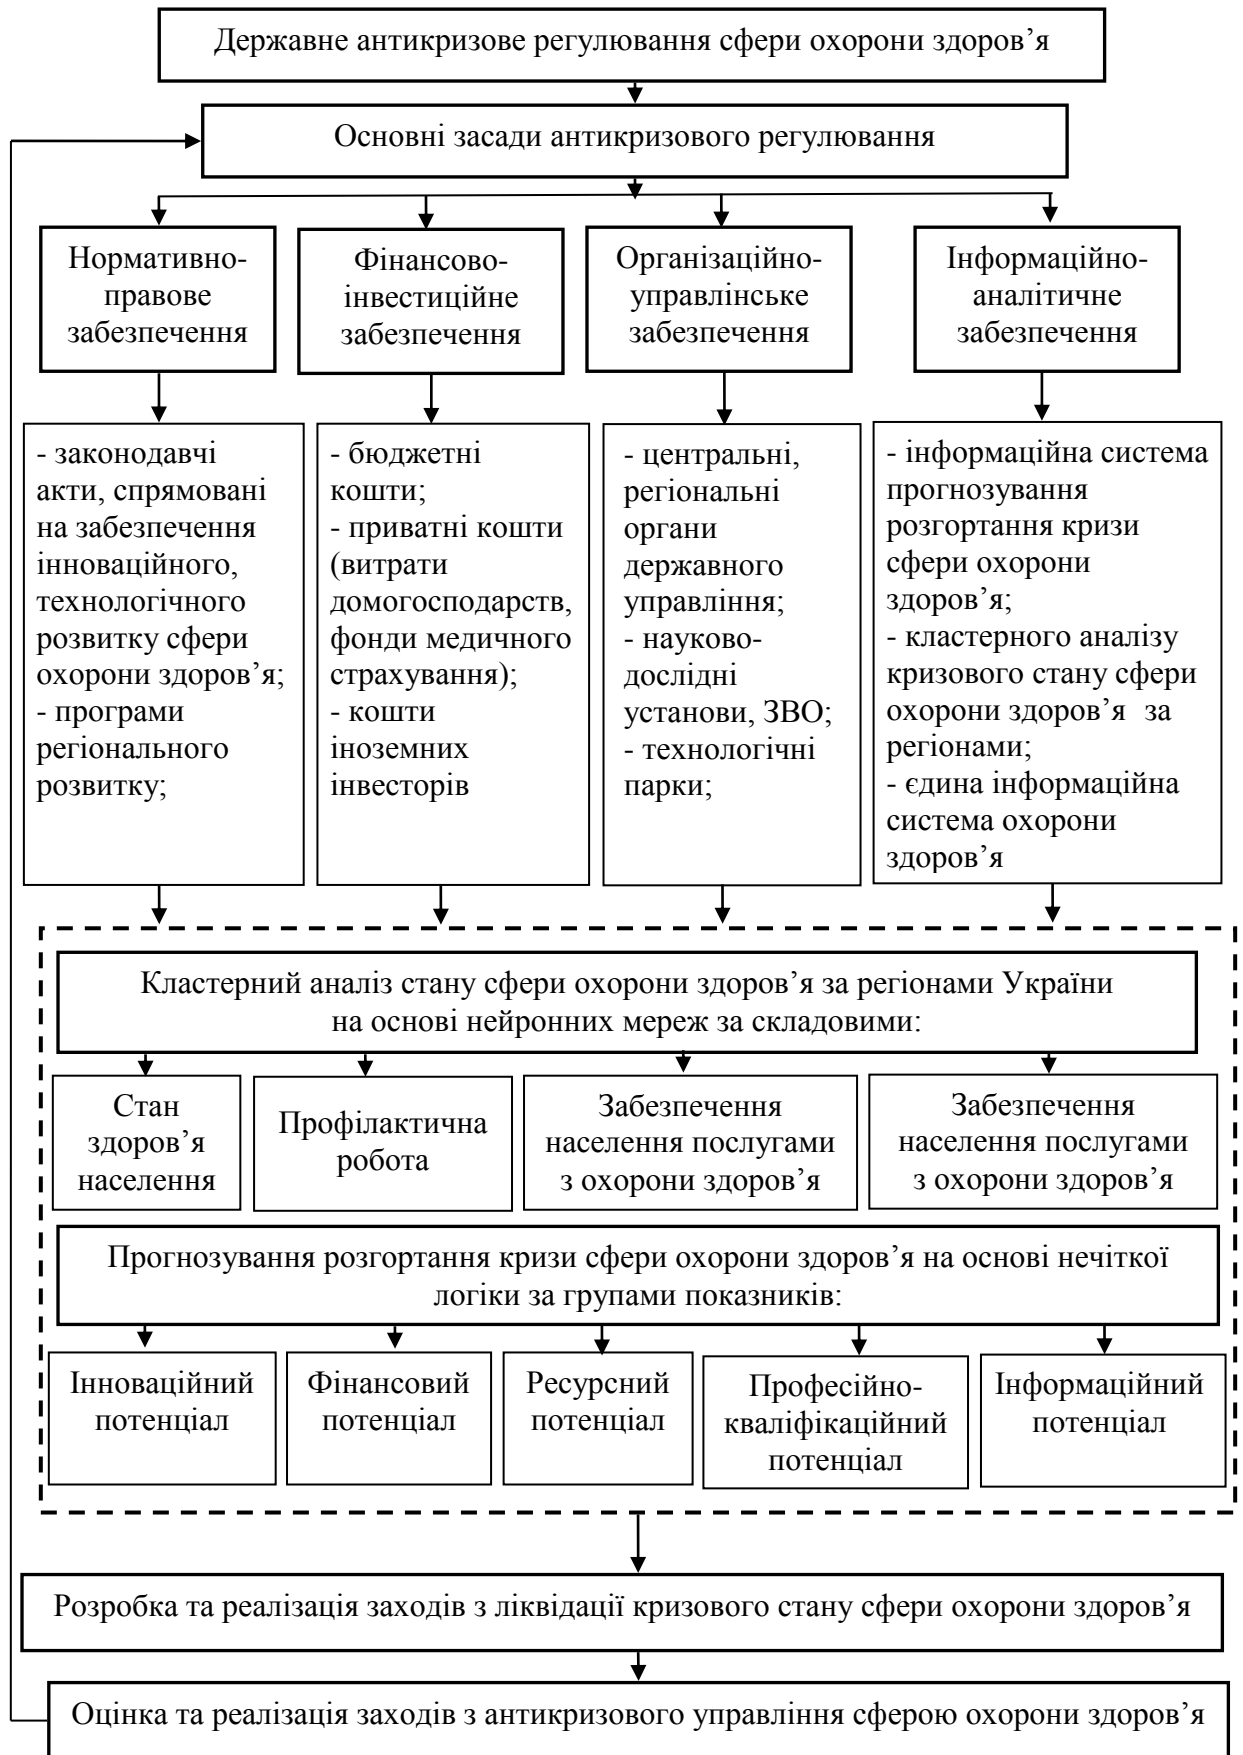 Державне антикризове регулювання сфери охорони здоров’я
Основні засади антикризового регулювання
Нормативно-
правове
забезпечення
Фінансово-
інвестиційне
забезпечення
Організаційно-
управлінське
забезпечення
Інформаційно-
аналітичне
забезпечення
- законодавчі
акти, спрямовані
на забезпечення
інноваційного,
технологічного
розвитку сфери
охорони здоров’я;
- програми
регіонального
розвитку;
- бюджетні
кошти;
- приватні кошти
(витрати
домогосподарств,
фонди медичного
страхування);
- кошти
іноземних
інвесторів
- центральні,
регіональні
органи
державного
управління;
- науково-
дослідні
установи, ЗВО;
- технологічні
парки;
- інформаційна система
прогнозування
розгортання кризи
сфери охорони
здоров’я;
- кластерного аналізу
кризового стану сфери
охорони здоров’я за
регіонами;
- єдина інформаційна
система охорони
здоров’я
Кластерний аналіз стану сфери охорони здоров’я за регіонами України
на основі нейронних мереж за складовими:
Стан
здоров’я
населення
Профілактична
робота
Забезпечення
населення послугами
з охорони здоров’я
Забезпечення
населення послугами
з охорони здоров’я
Прогнозування розгортання кризи сфери охорони здоров’я на основі нечіткої
логіки за групами показників:
Інноваційний
потенціал
Фінансовий
потенціал
Ресурсний
потенціал
Професійно-
кваліфікаційний
потенціал
Інформаційний
потенціал
Розробка та реалізація заходів з ліквідації кризового стану сфери охорони здоров’я
Оцінка та реалізація заходів з антикризового управління сферою охорони здоров’я